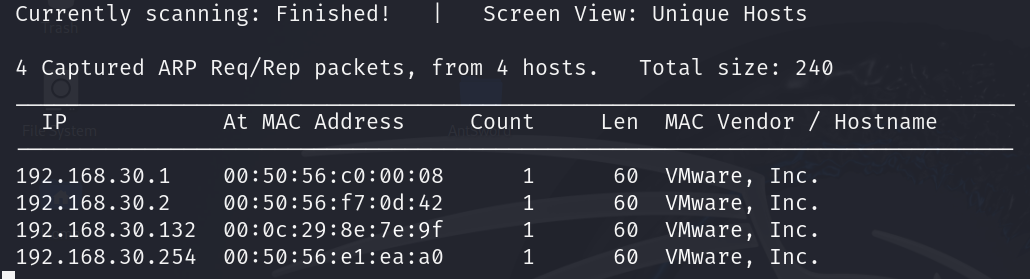 Currently scanning: Finished!   |   Screen View: Unique Hosts
4 Captured ARP Req/Rep packets, from 4 hosts.   Total size: 240
IP            At MAC Address     Count     Len  MAC Vendor / Hostname
192.168.30.1    00:50:56:c0:00:08      1      60  VMware, Inc.
192.168.30.2    00:50:56:f7:0d:42      1      60  VMware, Inc.
192.168.30.132  00:0c:29:8e:7e:9f      1      60  VMware, Inc.
192.168.30.254  00:50:56:e1:ea:a0      1      60  VMware, Inc.